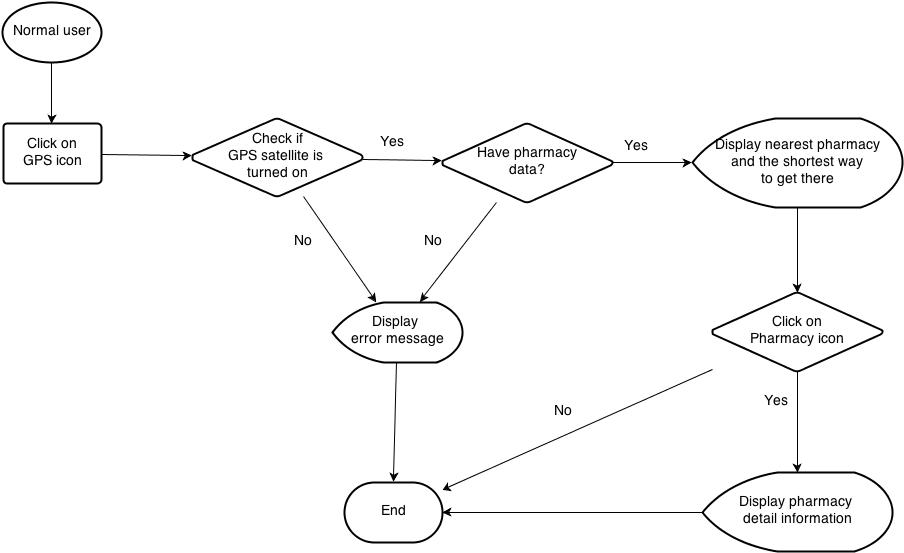 Normal user
Click on
GPS icon
Check if
GPS satellite is
turned on
Yes
Have pharmacy
data?
Yes
Display nearest pharmacy
and the shortest way
to get there
No
No
Display
error message
Click on
Pharmacy icon
Yes
No
End
Display pharmacy
detail information